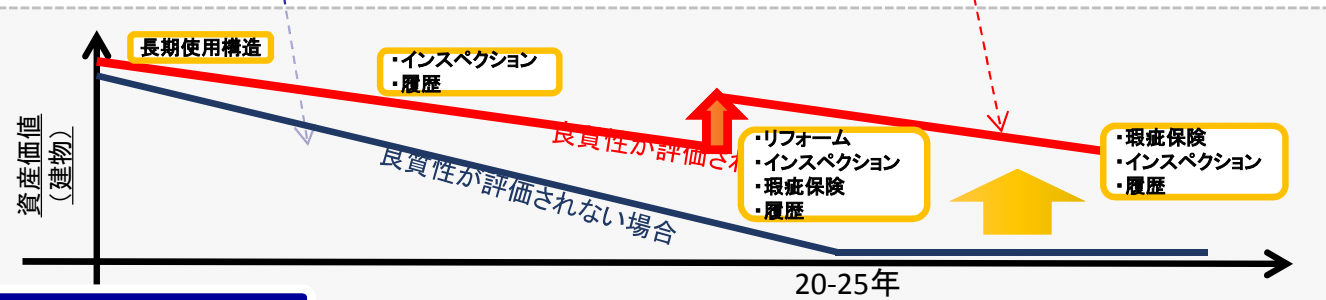 長期使用構造
・インスペクション
・履歴
資産価値
（建物）
良質性が評価され
良質性が評価されない場合
・リフォーム
・インスペクション
・瑕疵保険
・履歴
・瑕疵保険
・インスペクション
・履歴
20-25年